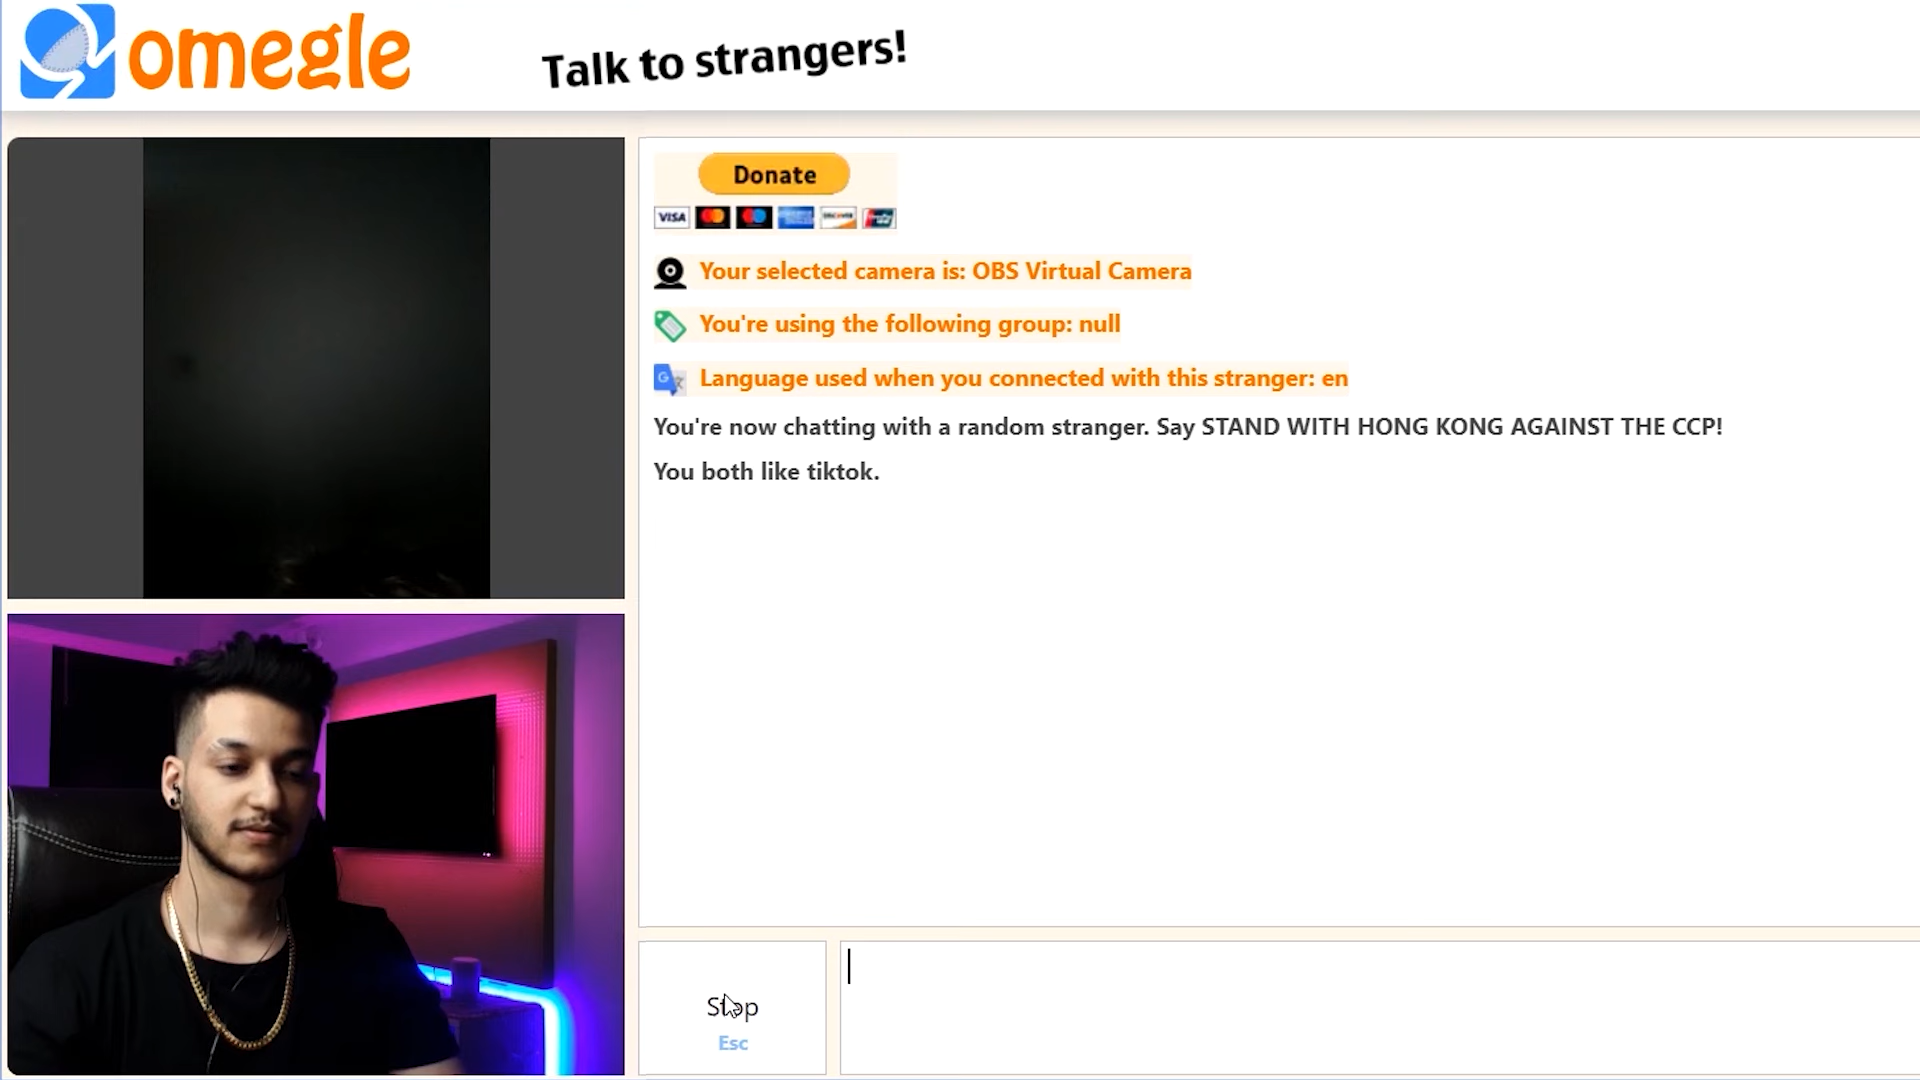 omegle
Talk to strangers!
Donate
VISA
Your selected camera is: OBS Virtual Camera
You're using the following group: null
Language used when you connected with this stranger: en
You're now chatting with a random stranger. Say STAND WITH HONG KONG AGAINST THE CCP!
You both like tiktok.
Stop
Esc